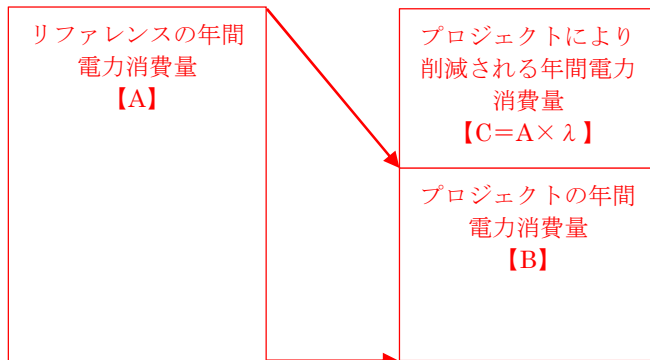 リファレンスの年間
電力消費量
【A】
プロジェクトにより
削減される年間電力
消費量
【C＝A×λ】
プロジェクトの年間
電力消費量
【B】